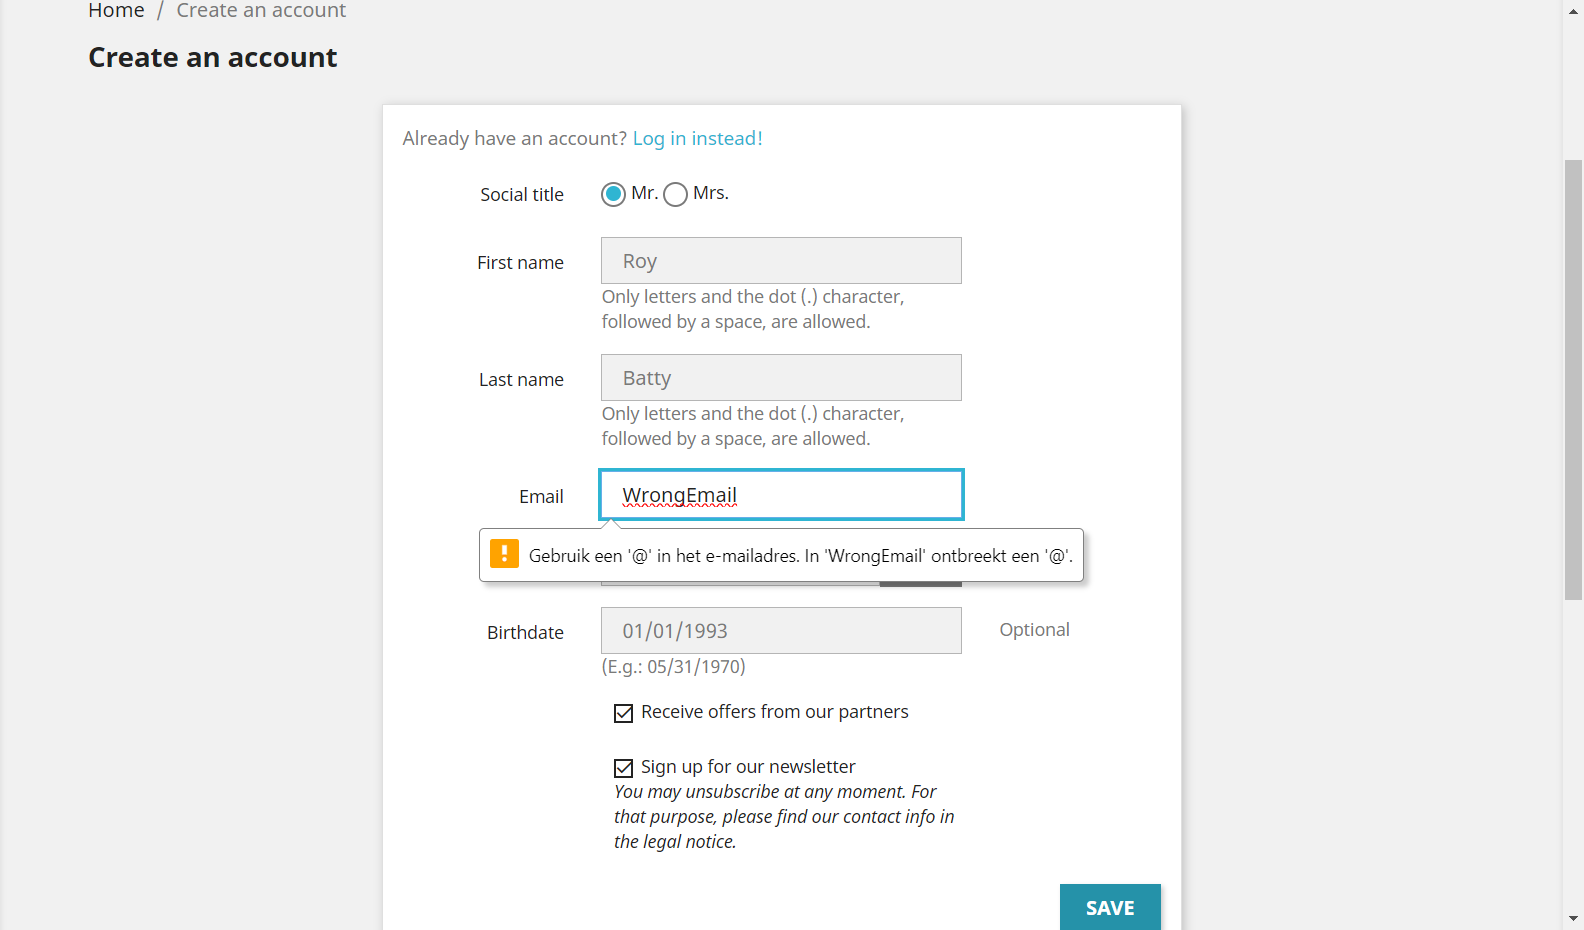 Home / Create an account
Create an account
Already have an account? Log in instead!
Social title Mr. Mrs.
First name Roy
Only letters and the dot (.) character,
followed by a space, are allowed.
Last name Batty
Only letters and the dot (.) character,
followed by a space, are allowed.
Email WrongEmail
Gebruik een '@' in het e-mailadres. In 'WrongEmail' ontbreekt een '@'.
Birthdate 01/01/1993 Optional
(E.g.: 05/31/1970)
Receive offers from our partners
Sign up for our newsletter
You may unsubscribe at any moment. For
that purpose, please find our contact info in
the legal notice.
SAVE